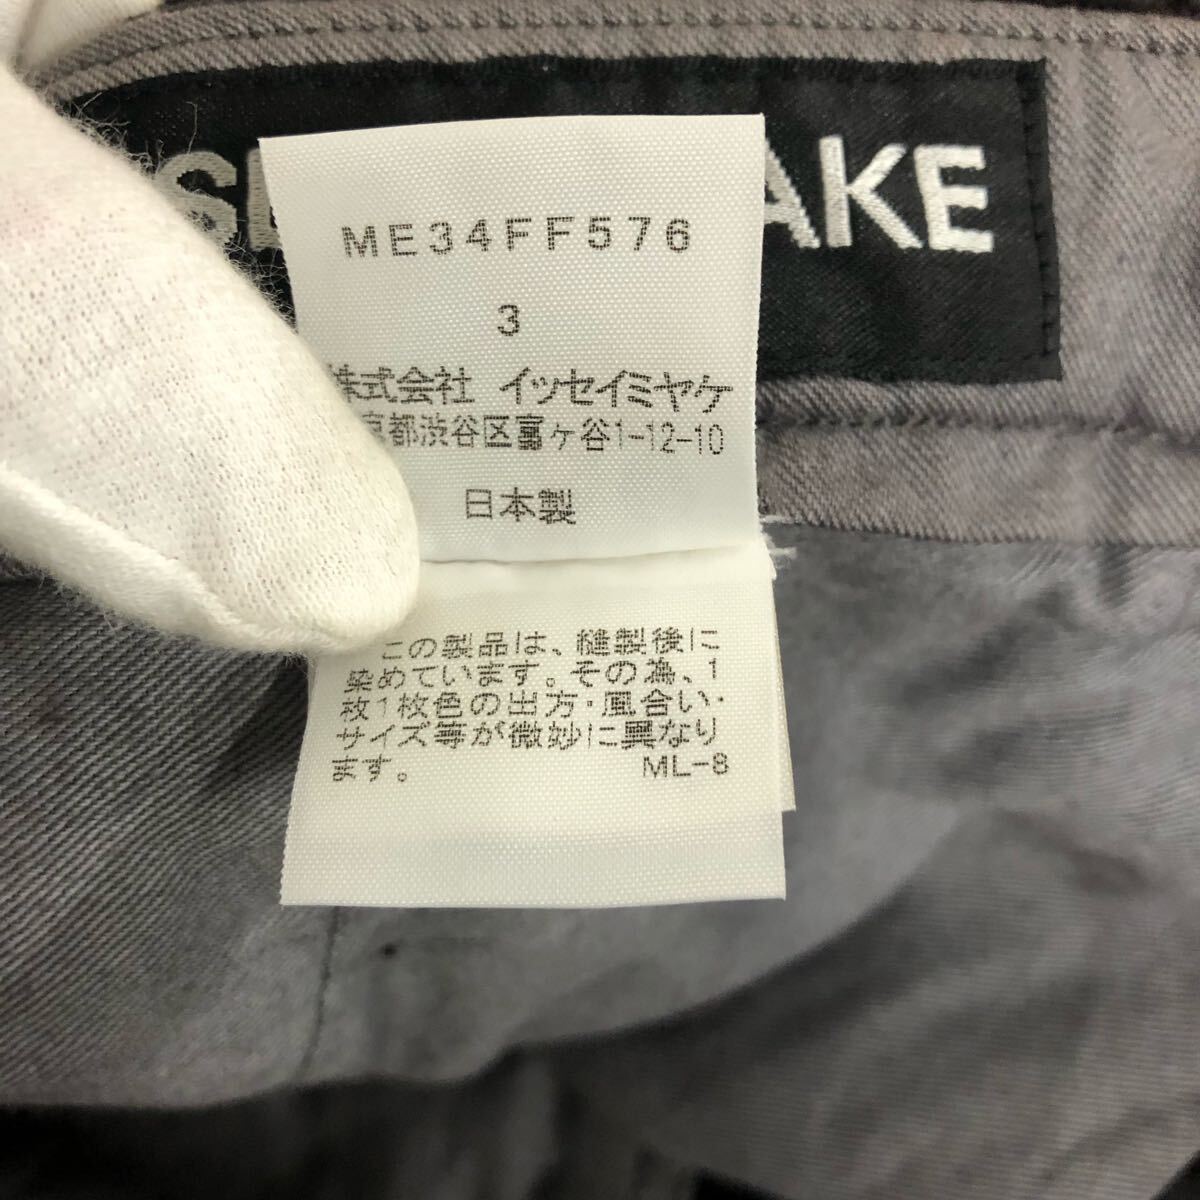 AKE
ME34FF576
3
株式会社 イッセイミヤケ
京都渋谷区富ヶ谷1-12-10
日本製
この製品は、縫製後に
染めています。その為、1
枚1枚色の出方・風合い・
サイズ等が微妙に異なり
ます。 ML-8